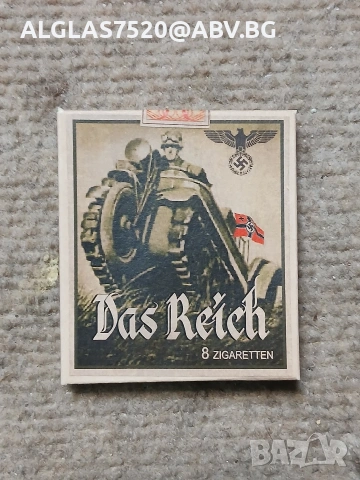 ALGLAS7520@ABV.BG
Das Reich
8 ZIGARETTEN
BAZAR